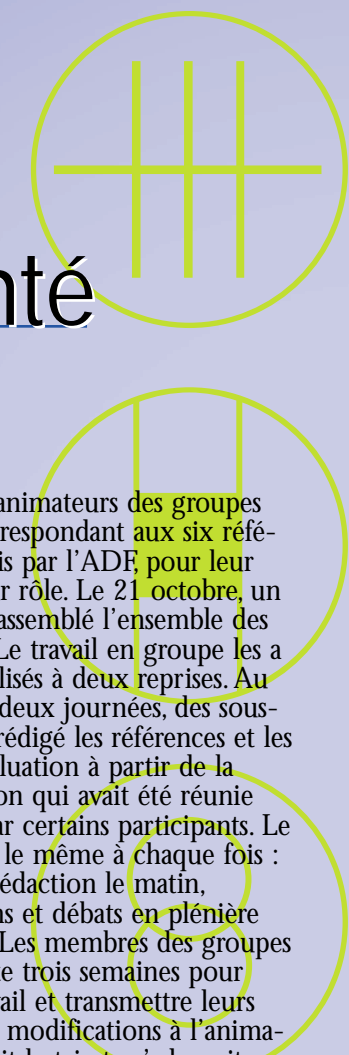 nté
animateurs des groupes
respondant aux six réfé-
is par l'ADF, pour leur
r rôle. Le 21 octobre, un
assemblé l'ensemble des
Le travail en groupe les a
lisés à deux reprises. Au
deux journées, des sous-
rédigé les références et les
luation à partir de la
on qui avait été réunie
ar certains participants. Le
le même à chaque fois :
édaction le matin,
ns et débats en plénière
Les membres des groupes
e trois semaines pour
ail et transmettre leurs
modifications à l'anima-